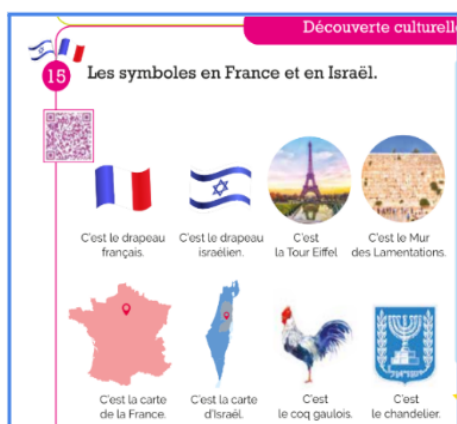 Découverte culturelle
15 Les symboles en France et en Israël.
C'est le drapeau
français.
C'est le drapeau
israélien.
C'est
la Tour Eiffel
C'est le Mur
des Lamentations.
C'est la carte
de la France.
C'est la carte
d'Israël.
C'est
le coq gaulois.
C'est
le chandelier.